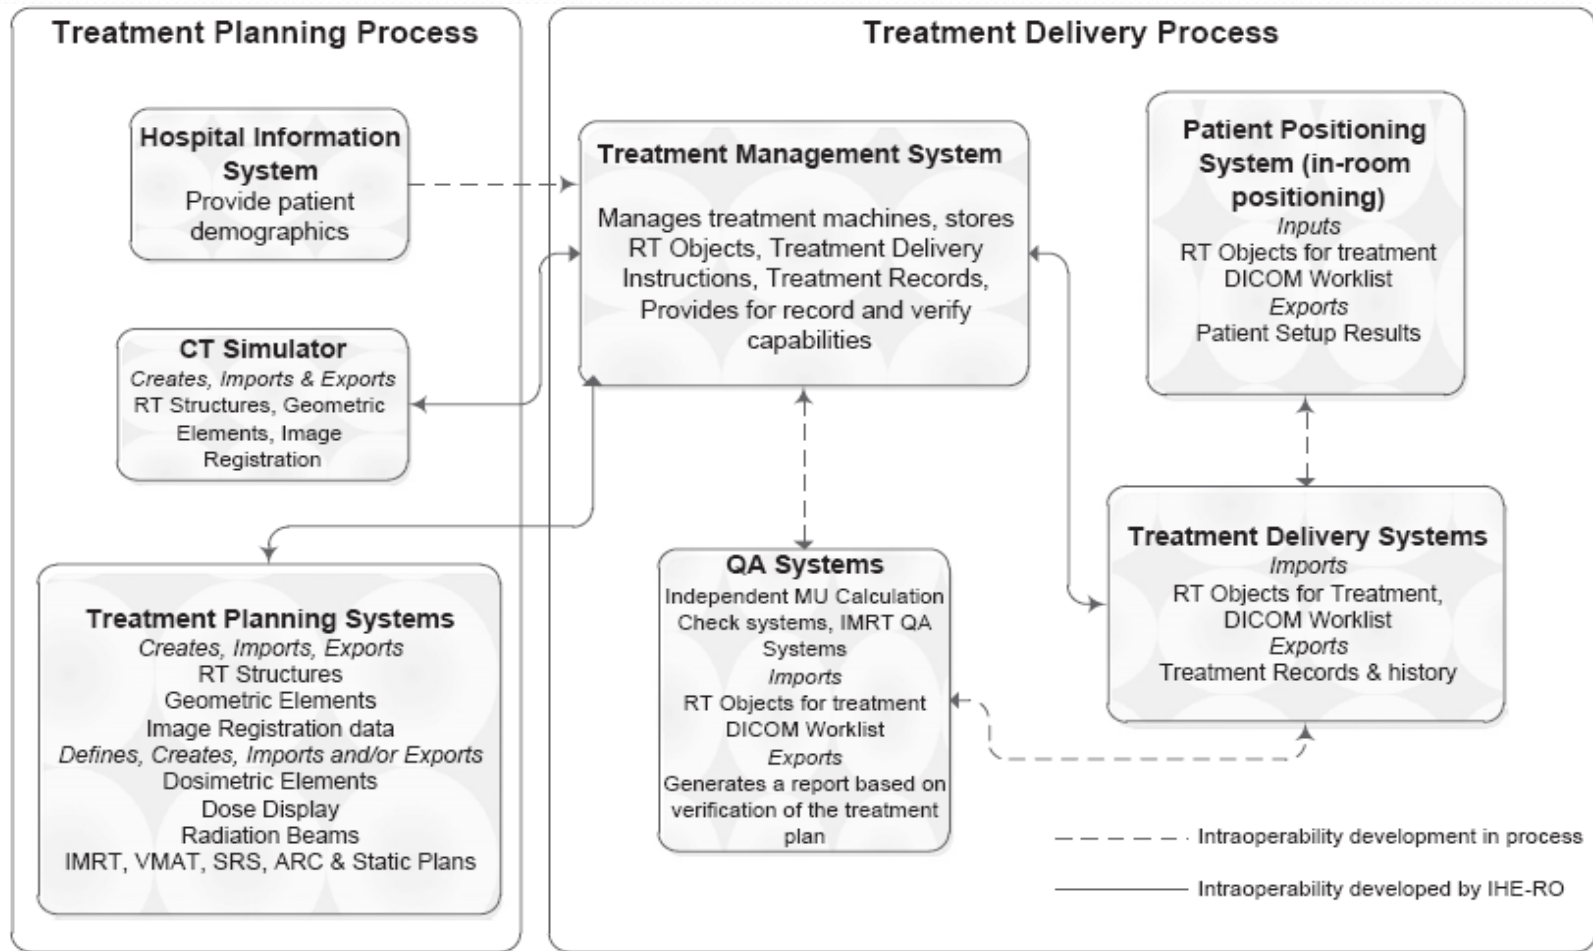 Treatment Planning Process
Hospital Information
System
Provide patient
demographics
CT Simulator
Creates, Imports & Exports
RT Structures, Geometric
Elements, Image
Registration
Treatment Planning Systems
Creates, Imports, Exports
RT Structures
Geometric Elements
Image Registration data
Defines, Creates, Imports and/or Exports
Dosimetric Elements
Dose Display
Radiation Beams
IMRT, VMAT, SRS, ARC & Static Plans
Treatment Delivery Process
Treatment Management System
Manages treatment machines, stores
RT Objects, Treatment Delivery
Instructions, Treatment Records,
Provides for record and verify
capabilities
Patient Positioning
System (in-room
positioning)
Inputs
RT Objects for treatment
DICOM Worklist
Exports
Patient Setup Results
QA Systems
Independent MU Calculation
Check systems, IMRT QA
Systems
Imports
RT Objects for treatment
DICOM Worklist
Exports
Generates a report based on
verification of the treatment
plan
Treatment Delivery Systems
Imports
RT Objects for Treatment,
DICOM Worklist
Exports
Treatment Records & history
Intraoperability development in process
Intraoperability developed by IHE-RO